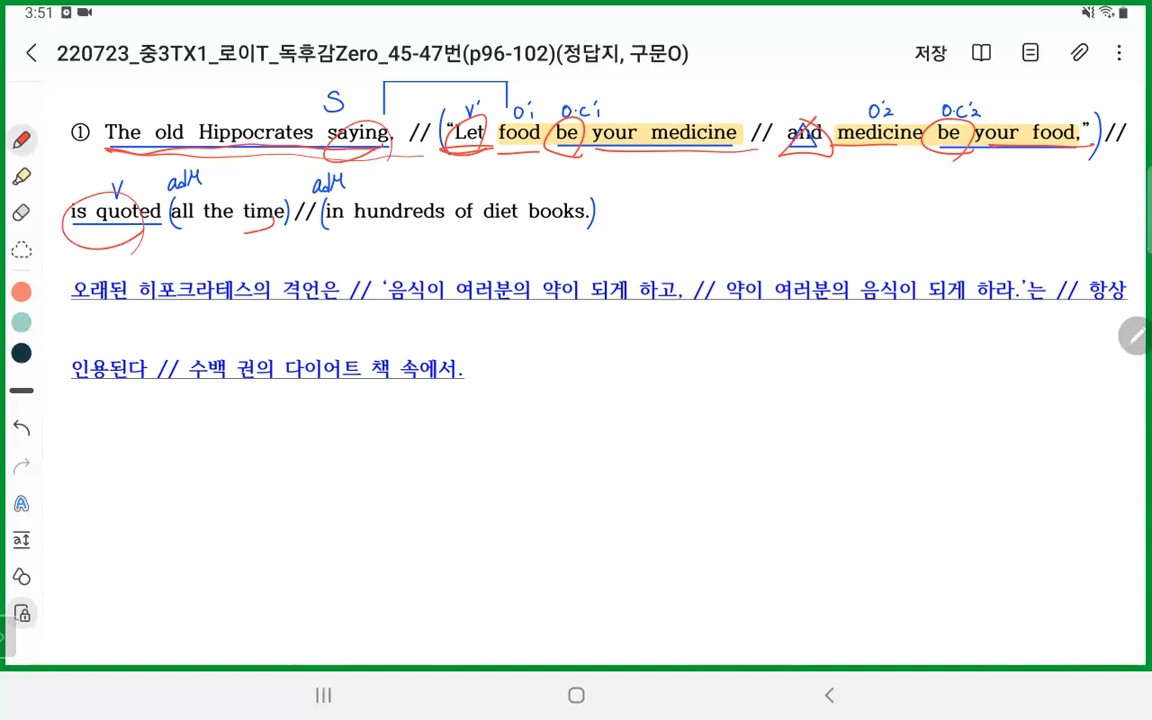 3:51
220723_중3TX1_로이T_독후감Zero_45-47번(p96-102)(정답지, 구문O)
저장
S V' O'1 O·C'1 O'2 O·C'2
① The old Hippocrates saying, // (“Let food be your medicine // and medicine be your food,”) //
V adM adM
is quoted (all the time) // (in hundreds of diet books.)
오래된 히포크라테스의 격언은 // ‘음식이 여러분의 약이 되게 하고, // 약이 여러분의 음식이 되게 하라.’는 // 항상
인용된다 // 수백 권의 다이어트 책 속에서.